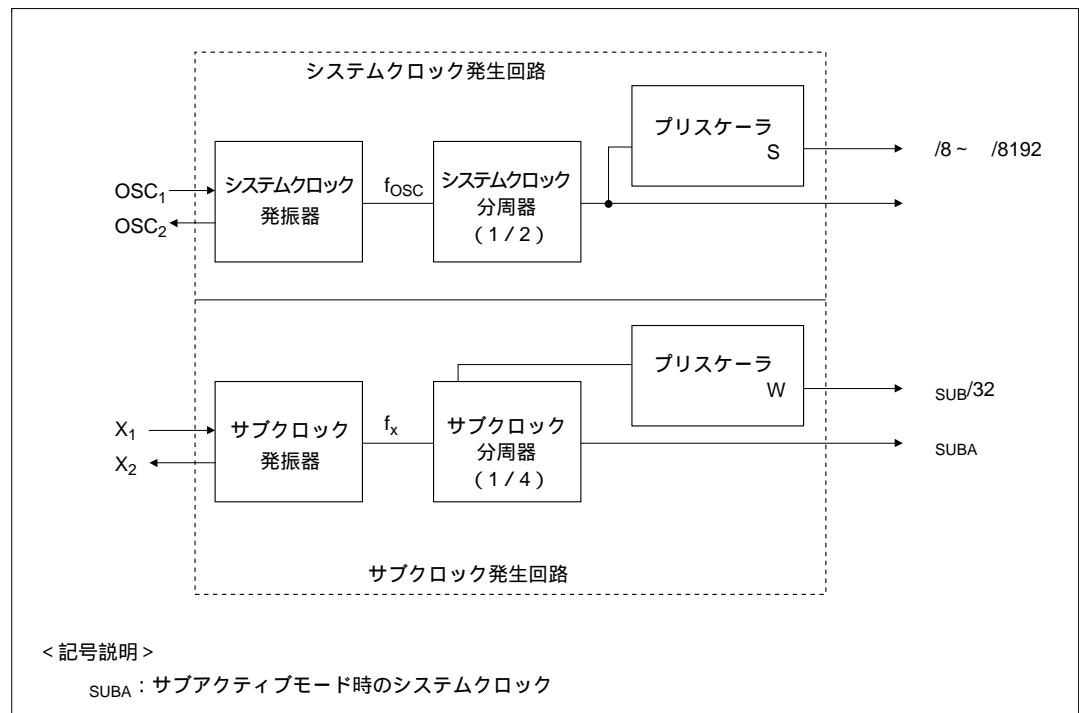 システムクロック発生回路
プリスケーラ
S
/8～ /8192
OSC₁
OSC₂
システムクロック
発振器
fOSC
システムクロック
分周器
（1／2）
プリスケーラ
W
SUB/32
X₁
X₂
サブクロック
発振器
fx
サブクロック
分周器
（1／4）
SUBA
サブクロック発生回路
＜記号説明＞
SUBA：サブアクティブモード時のシステムクロック